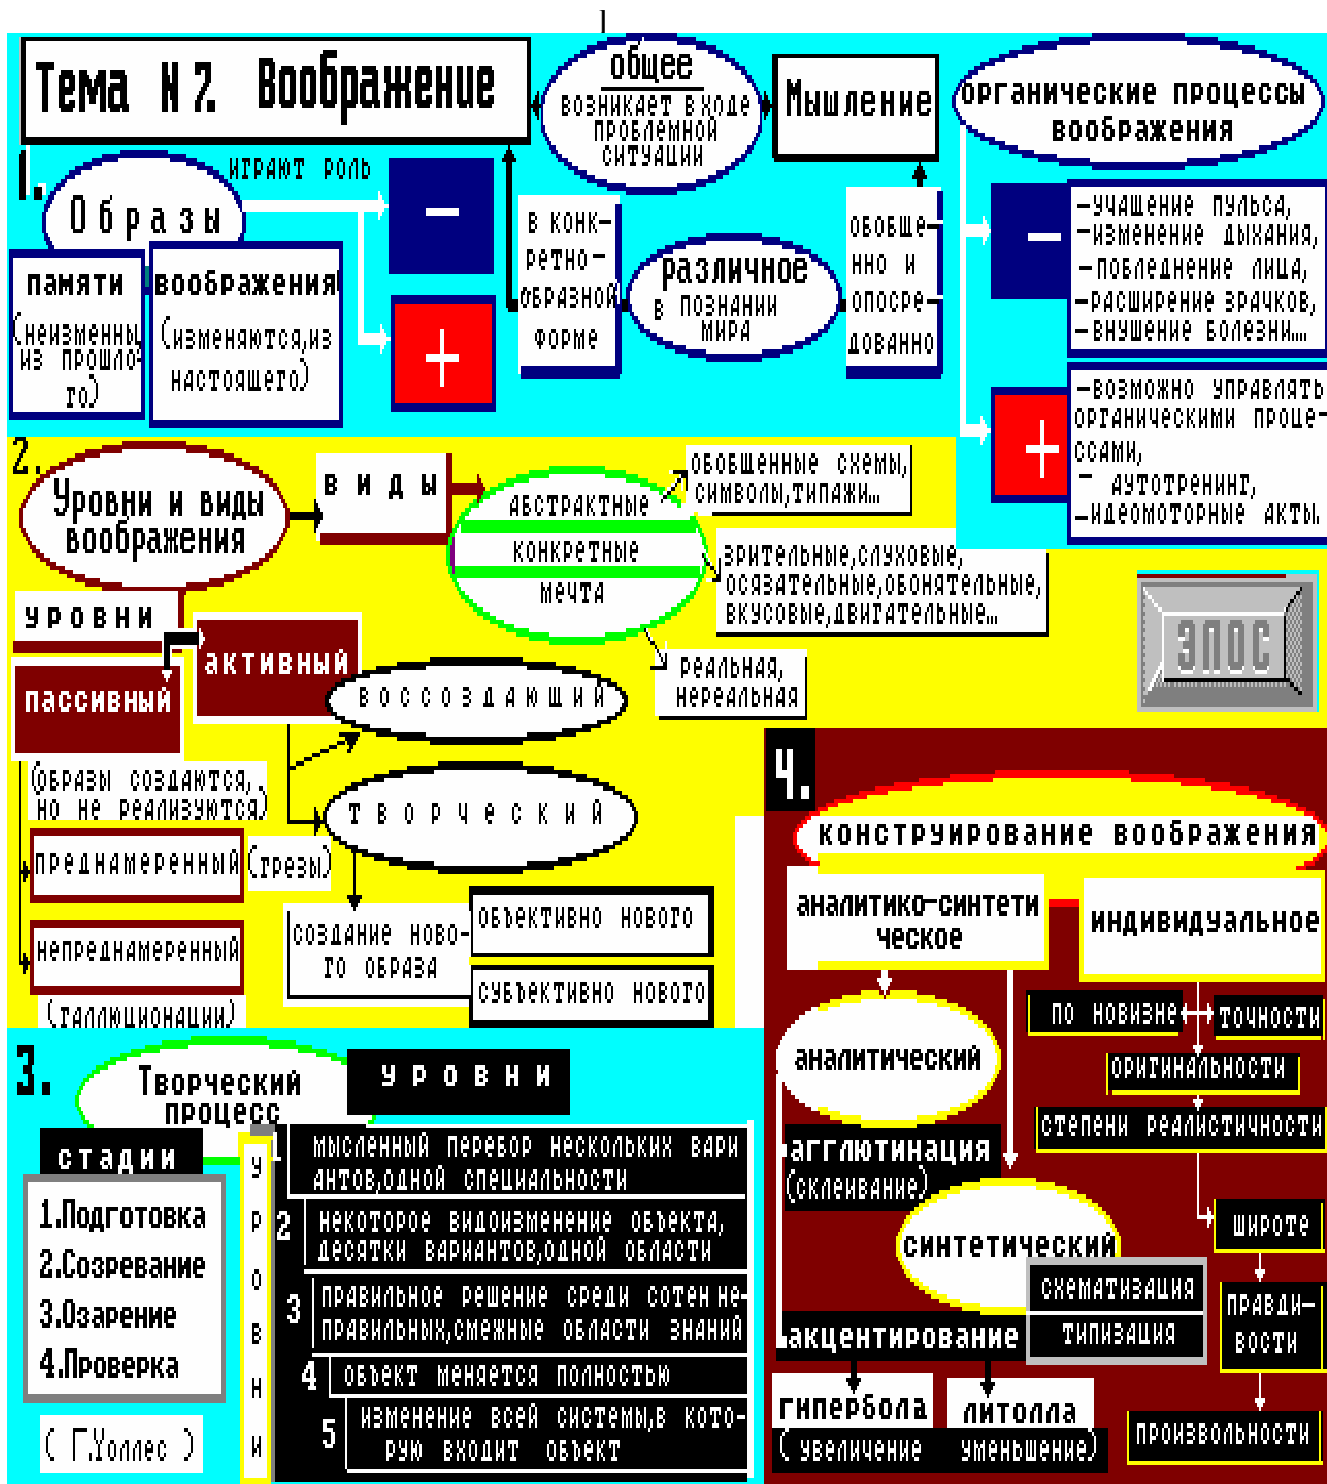 Тема N 7. Воображение
общее
возникает в ходе
проблемной
ситуации
Мышление
органические процессы
воображения
1.
играют роль
Образы
памяти
(неизменны,
из прошло-
го)
воображения
(изменяются,из
настоящего)
−
+
в конк-
ретно-
образной
форме
различное
в познании
мира
обобще-
нно и
опосре-
дованно
−
-учащение пульса,
-изменение дыхания,
-побледнение лица,
-расширение зрачков,
-внушение болезни...
+
-возможно управлять
органическими проце-
ссами,
- аутотренинг,
-идеомоторные акты.
2.
Уровни и виды
воображения
виды
абстрактные
конкретные
мечта
обобщенные схемы,
символы,типажи...
зрительные,слуховые,
осязательные,обонятельные,
вкусовые,двигательные...
реальная,
нереальная
ЭПОС
уровни
активный
пассивный
воссоздающий
творческий
(образы создаются,
но не реализуются)
преднамеренный
(грезы)
непреднамеренный
(галлюционации)
создание ново-
го образа
объективно нового
субъективно нового
3.
Творческий
процесс
уровни
стадии
1.Подготовка
2.Созревание
3.Озарение
4.Проверка
( Г.Уоллес )
уровни
1
мысленный перебор нескольких вари
антов,одной специальности
2
некоторое видоизменение объекта,
десятки вариантов,одной области
3
правильное решение среди сотен не-
правильных,смежные области знаний
4
объект меняется полностью
5
изменение всей системы,в кото-
рую входит объект
4.
конструирование воображения
аналитико-синтети
ческое
индивидуальное
по новизне
точности
оригинальности
степени реалистичности
широте
правди-
вости
произвольности
аналитический
агглютинация
(склеивание)
синтетический
схематизация
типизация
акцентирование
гипербола
литолла
( увеличение уменьшение)